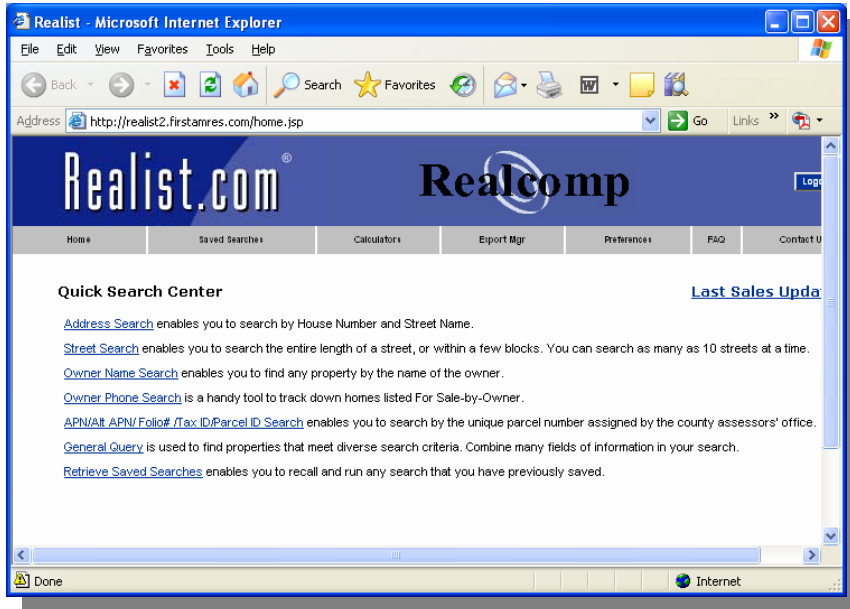 Realist - Microsoft Internet Explorer
File Edit View Favorites Tools Help
Back Search Favorites
Address http://realist2.firstamres.com/home.jsp Go Links »
Realist.com® Realcomp Logo
Home Saved Searches Calculators Export Mgr Preferences FAQ Contact U
Quick Search Center Last Sales Upda
Address Search enables you to search by House Number and Street Name.
Street Search enables you to search the entire length of a street, or within a few blocks. You can search as many as 10 streets at a time.
Owner Name Search enables you to find any property by the name of the owner.
Owner Phone Search is a handy tool to track down homes listed For Sale-by-Owner.
APN/Alt APN/ Folio# /Tax ID/Parcel ID Search enables you to search by the unique parcel number assigned by the county assessors' office.
General Query is used to find properties that meet diverse search criteria. Combine many fields of information in your search.
Retrieve Saved Searches enables you to recall and run any search that you have previously saved.
Done Internet